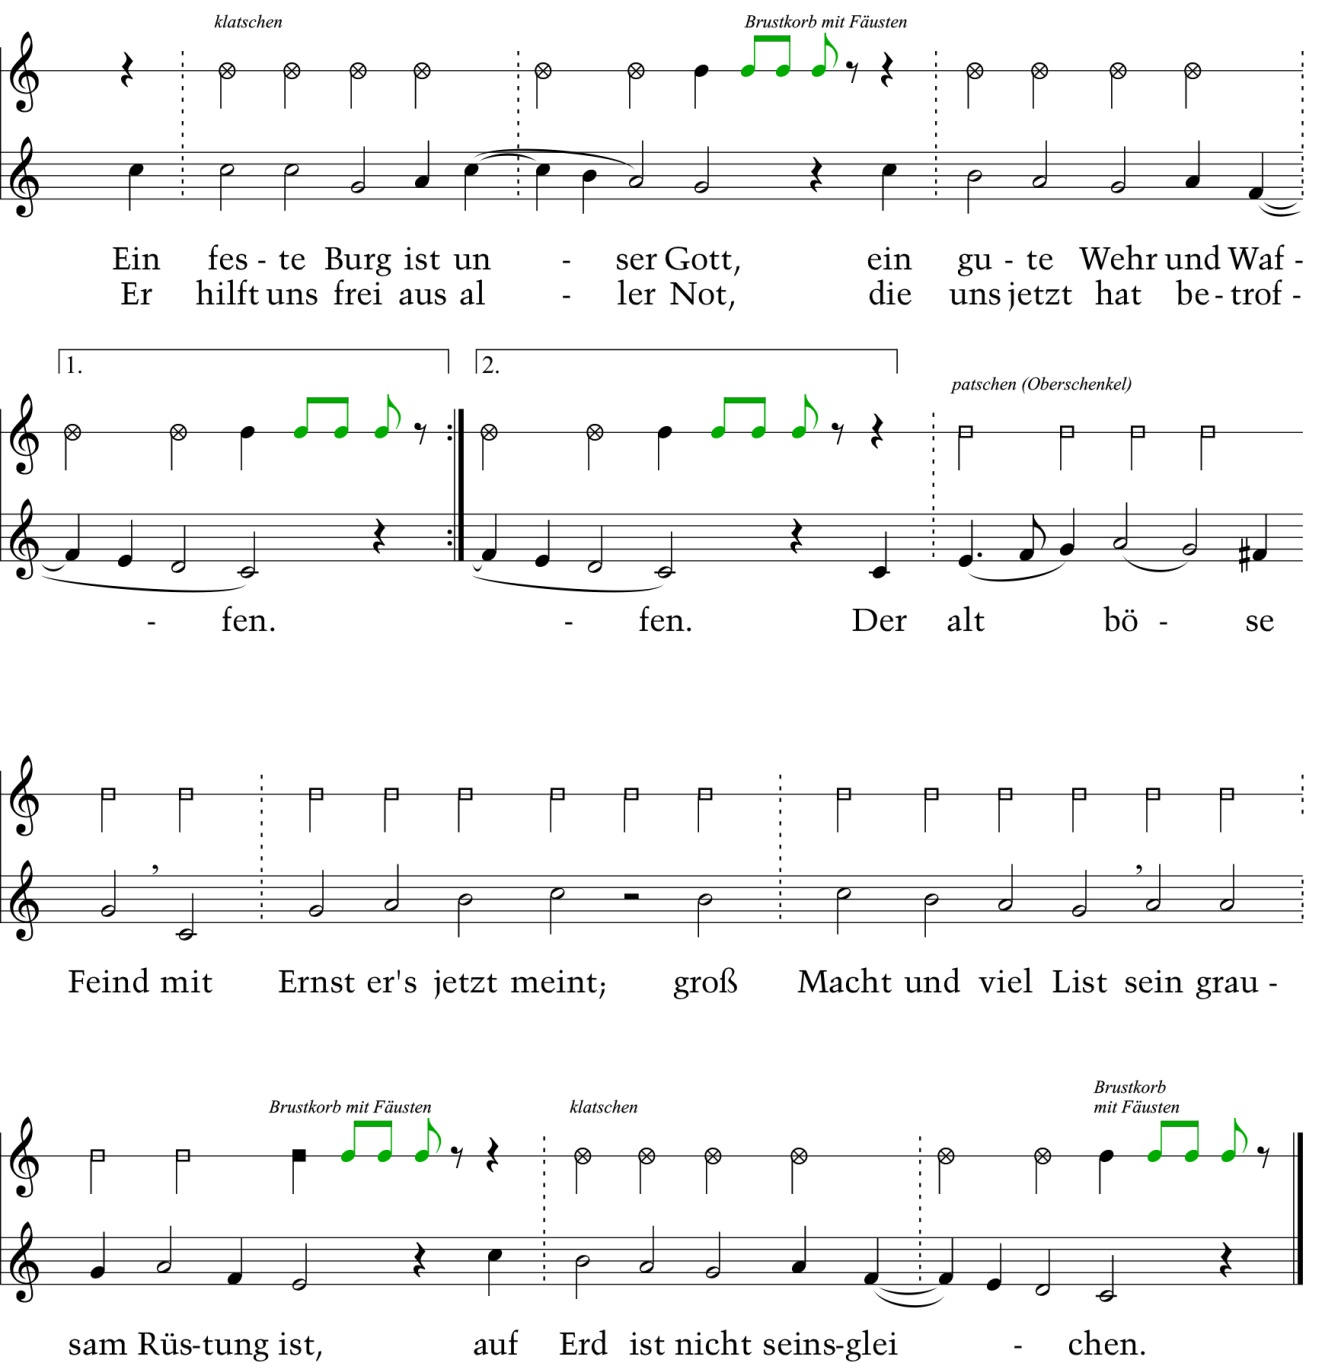 klatschen Brustkorb mit Fäusten
Ein fes - te Burg ist un - ser Gott, ein gu - te Wehr und Waf -
Er hilft uns frei aus al - ler Not, die uns jetzt hat be - trof -
1. 2.
patschen (Oberschenkel)
- fen. - fen. Der alt bö - se
Feind mit Ernst er's jetzt meint; groß Macht und viel List sein grau -
Brustkorb mit Fäusten klatschen Brustkorb
mit Fäusten
sam Rüs-tung ist, auf Erd ist nicht seins-glei - chen.